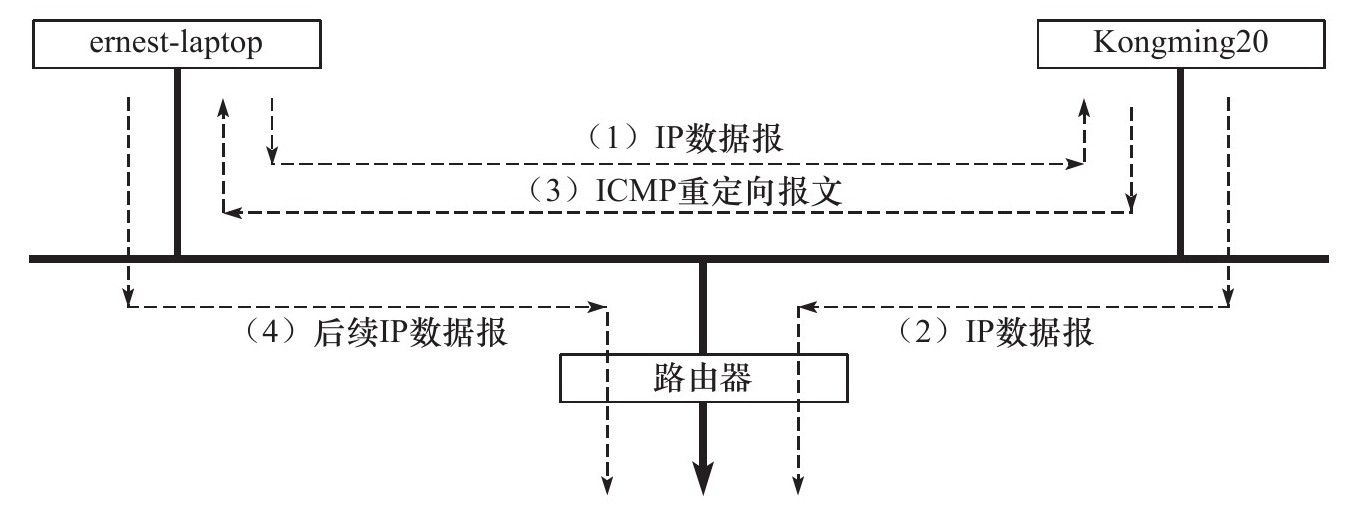 ernest-laptop
Kongming20
（1）IP数据报
（3）ICMP重定向报文
（4）后续IP数据报
（2）IP数据报
路由器